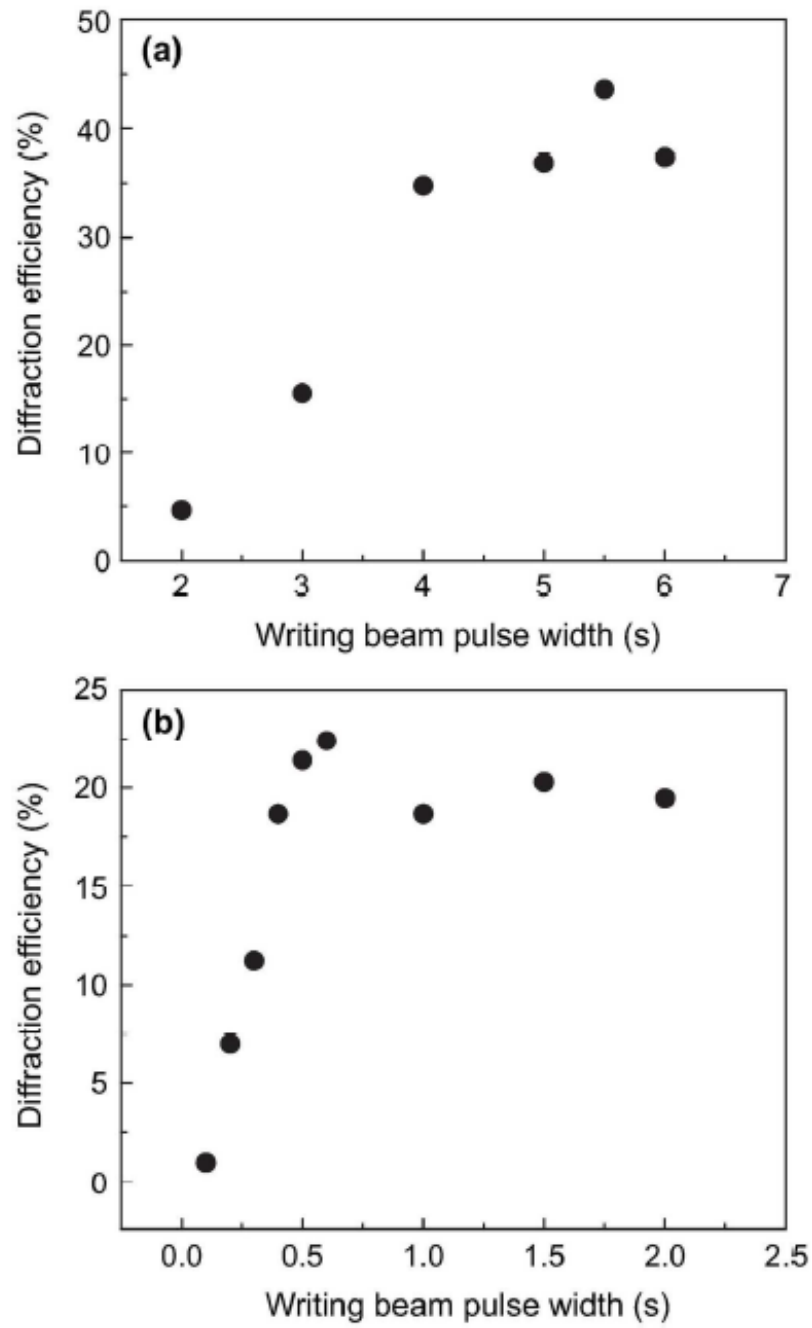 (a)
Diffraction efficiency (%)
50
40
30
20
10
0
2 3 4 5 6 7
Writing beam pulse width (s)
(b)
Diffraction efficiency (%)
25
20
15
10
5
0
0.0 0.5 1.0 1.5 2.0 2.5
Writing beam pulse width (s)